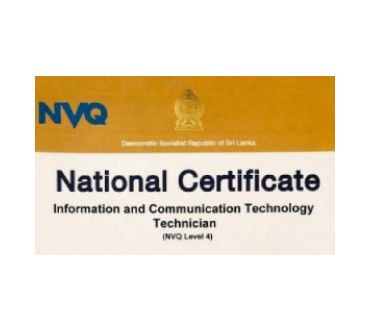 NVQ
Democratic Socialist Republic of Sri Lanka
National Certificate
Information and Communication Technology
Technician
(NVQ Level 4)